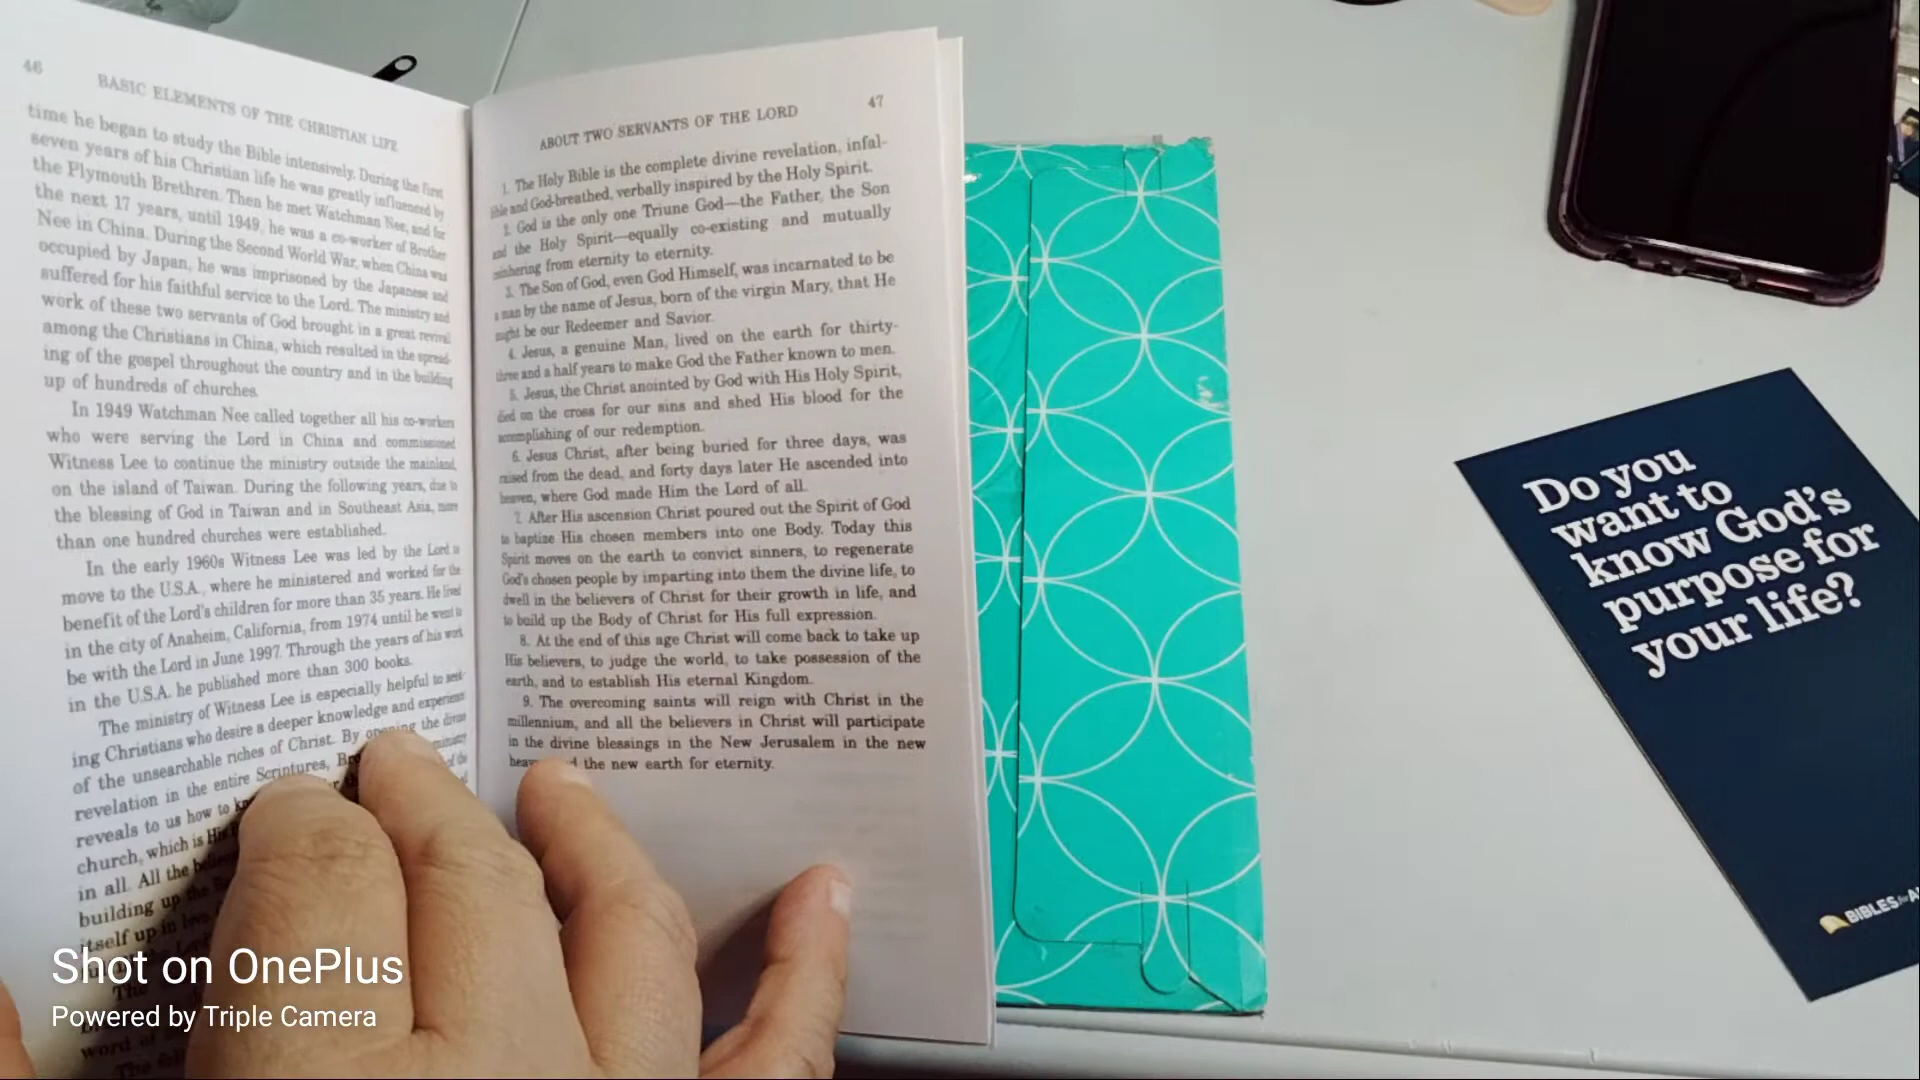 46
BASIC ELEMENTS OF THE CHRISTIAN LIFE
time he began to study the Bible intensively. During the first
seven years of his Christian life he was greatly influenced by
the Plymouth Brethren. Then he met Watchman Nee, and for
the next 17 years, until 1949, he was a co-worker of Brother
Nee in China. During the Second World War, when China was
occupied by Japan, he was imprisoned by the Japanese and
suffered for his faithful service to the Lord. The ministry and
work of these two servants of God brought in a great revival
among the Christians in China, which resulted in the spread-
ing of the gospel throughout the country and in the building
up of hundreds of churches.
In 1949 Watchman Nee called together all his co-workers
who were serving the Lord in China and commissioned
Witness Lee to continue the ministry outside the mainland
on the island of Taiwan. During the following years, due to
the blessing of God in Taiwan and in Southeast Asia, more
than one hundred churches were established.
In the early 1960s Witness Lee was led by the Lord to
move to the U.S.A., where he ministered and worked for the
benefit of the Lord's children for more than 35 years. He lived
in the city of Anaheim, California, from 1974 until he went to
be with the Lord in June 1997. Through the years of his work
in the U.S.A. he published more than 300 books.
The ministry of Witness Lee is especially helpful to seek-
ing Christians who desire a deeper knowledge and experience
of the unsearchable riches of Christ. By opening the divine
revelation in the entire Scriptures, ministry
reveals to us how to
church, which is His
in all. All the
building up the
itself up in love
The
word of
The
47
ABOUT TWO SERVANTS OF THE LORD
1. The Holy Bible is the complete divine revelation, infal-
lible and God-breathed, verbally inspired by the Holy Spirit.
2. God is the only one Triune God—the Father, the Son
and the Holy Spirit—equally co-existing and mutually
coinhering from eternity to eternity.
3. The Son of God, even God Himself, was incarnated to be
a man by the name of Jesus, born of the virgin Mary, that He
might be our Redeemer and Savior.
4. Jesus, a genuine Man, lived on the earth for thirty-
three and a half years to make God the Father known to men.
5. Jesus, the Christ anointed by God with His Holy Spirit,
died on the cross for our sins and shed His blood for the
accomplishing of our redemption.
6. Jesus Christ, after being buried for three days, was
raised from the dead, and forty days later He ascended into
heaven, where God made Him the Lord of all.
7. After His ascension Christ poured out the Spirit of God
to baptize His chosen members into one Body. Today this
Spirit moves on the earth to convict sinners, to regenerate
God's chosen people by imparting into them the divine life, to
dwell in the believers of Christ for their growth in life, and
to build up the Body of Christ for His full expression.
8. At the end of this age Christ will come back to take up
His believers, to judge the world, to take possession of the
earth, and to establish His eternal Kingdom.
9. The overcoming saints will reign with Christ in the
millennium, and all the believers in Christ will participate
in the divine blessings in the New Jerusalem in the new
the new earth for eternity.
Do you
want to
know God's
purpose for
your life?
BIBLES for
Shot on OnePlus
Powered by Triple Camera